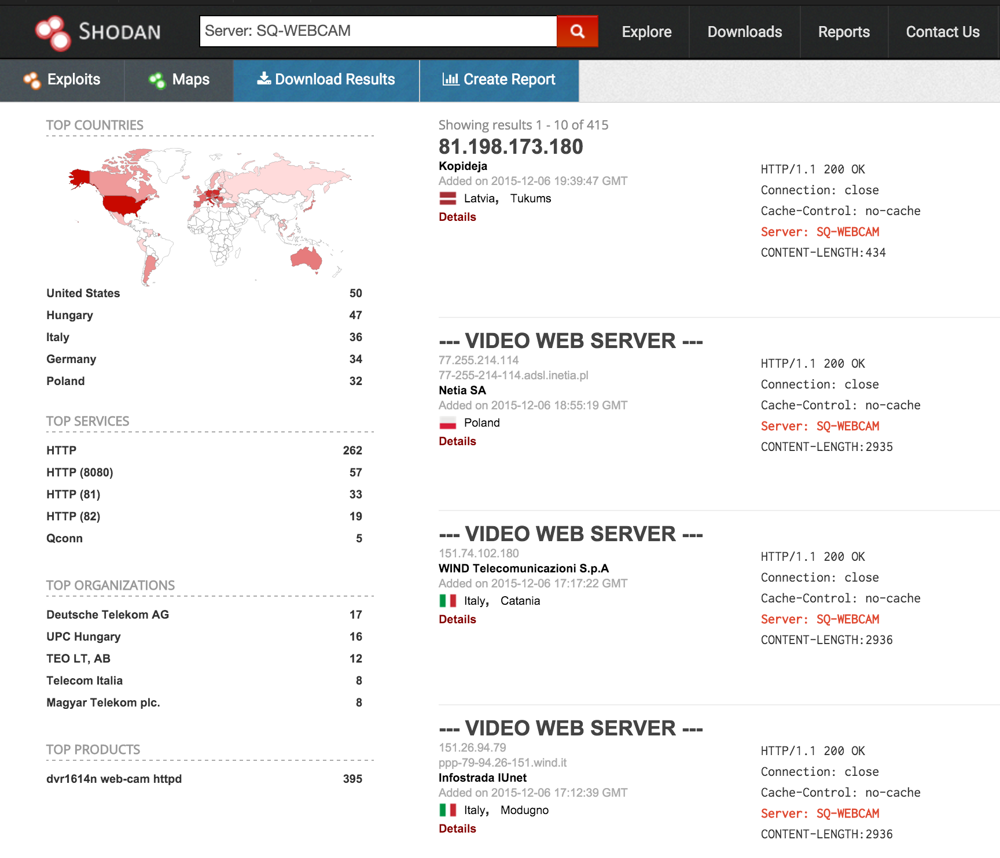 SHODAN
Server: SQ-WEBCAM
Explore
Downloads
Reports
Contact Us
Exploits
Maps
Download Results
Create Report
TOP COUNTRIES
United States 50
Hungary 47
Italy 36
Germany 34
Poland 32
TOP SERVICES
HTTP 262
HTTP (8080) 57
HTTP (81) 33
HTTP (82) 19
Qconn 5
TOP ORGANIZATIONS
Deutsche Telekom AG 17
UPC Hungary 16
TEO LT, AB 12
Telecom Italia 8
Magyar Telekom plc. 8
TOP PRODUCTS
dvr1614n web-cam httpd 395
Showing results 1 - 10 of 415
81.198.173.180
Kopideja
Added on 2015-12-06 19:39:47 GMT
Latvia, Tukums
Details
HTTP/1.1 200 OK
Connection: close
Cache-Control: no-cache
Server: SQ-WEBCAM
CONTENT-LENGTH:434
--- VIDEO WEB SERVER ---
77.255.214.114
77-255-214-114.adsl.inetia.pl
Netia SA
Added on 2015-12-06 18:55:19 GMT
Poland
Details
HTTP/1.1 200 OK
Connection: close
Cache-Control: no-cache
Server: SQ-WEBCAM
CONTENT-LENGTH:2935
--- VIDEO WEB SERVER ---
151.74.102.180
WIND Telecomunicazioni S.p.A
Added on 2015-12-06 17:17:22 GMT
Italy, Catania
Details
HTTP/1.1 200 OK
Connection: close
Cache-Control: no-cache
Server: SQ-WEBCAM
CONTENT-LENGTH:2936
--- VIDEO WEB SERVER ---
151.26.94.79
ppp-79-94.26-151.wind.it
Infostrada IUnet
Added on 2015-12-06 17:12:39 GMT
Italy, Modugno
Details
HTTP/1.1 200 OK
Connection: close
Cache-Control: no-cache
Server: SQ-WEBCAM
CONTENT-LENGTH:2936